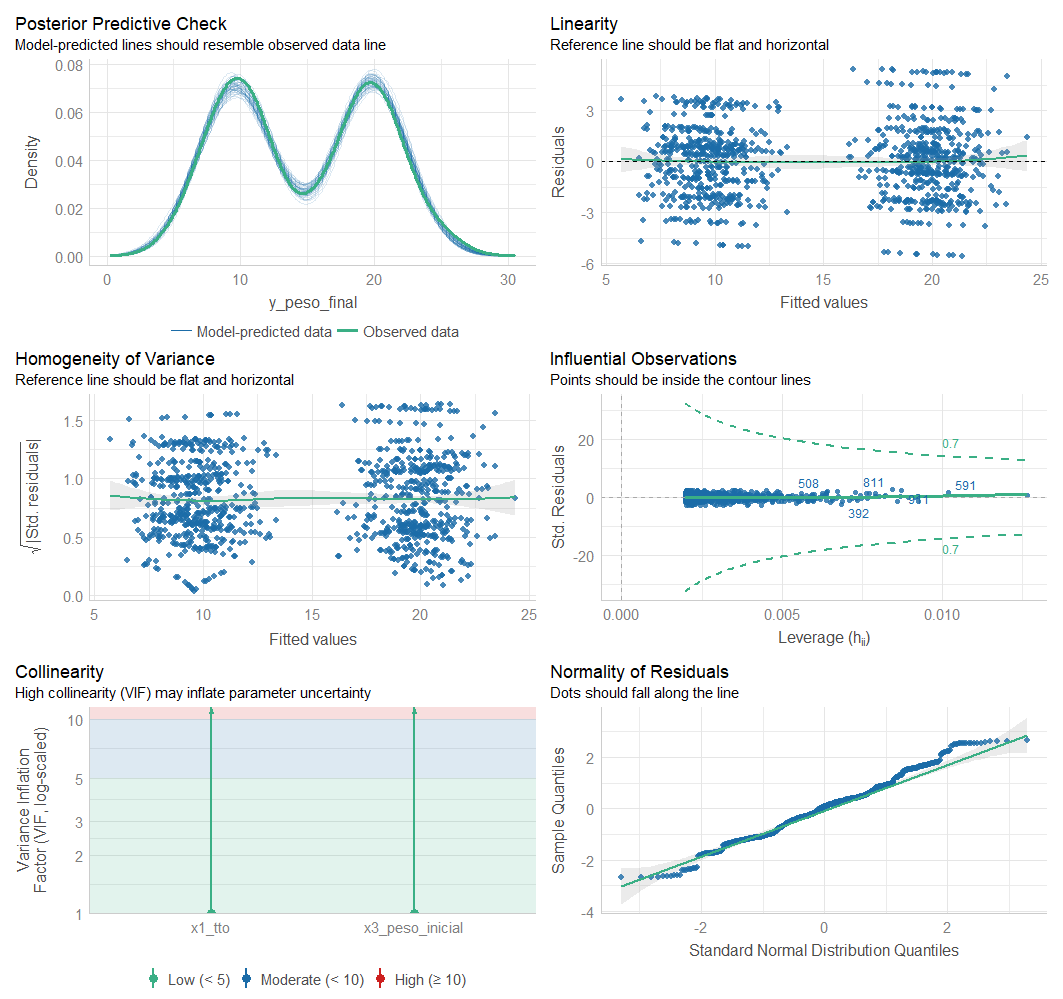 Posterior Predictive Check
Model-predicted lines should resemble observed data line
0.08
0.06
0.04
0.02
0.00
Density
0
10
20
30
y_peso_final
Model-predicted data
Observed data
Linearity
Reference line should be flat and horizontal
3
0
-3
-6
Residuals
5
10
15
20
25
Fitted values
Homogeneity of Variance
Reference line should be flat and horizontal
1.5
1.0
0.5
0.0
√|Std. residuals|
5
10
15
20
25
Fitted values
Influential Observations
Points should be inside the contour lines
20
0
-20
Std. Residuals
0.7
508
811
591
392
0.7
0.000
0.005
0.010
Leverage (hii)
Collinearity
High collinearity (VIF) may inflate parameter uncertainty
10
5
3
2
1
Variance Inflation
Factor (VIF, log-scaled)
x1_tto
x3_peso_inicial
Low (< 5)
Moderate (< 10)
High (≥ 10)
Normality of Residuals
Dots should fall along the line
2
0
-2
-4
Sample Quantiles
-2
0
2
Standard Normal Distribution Quantiles